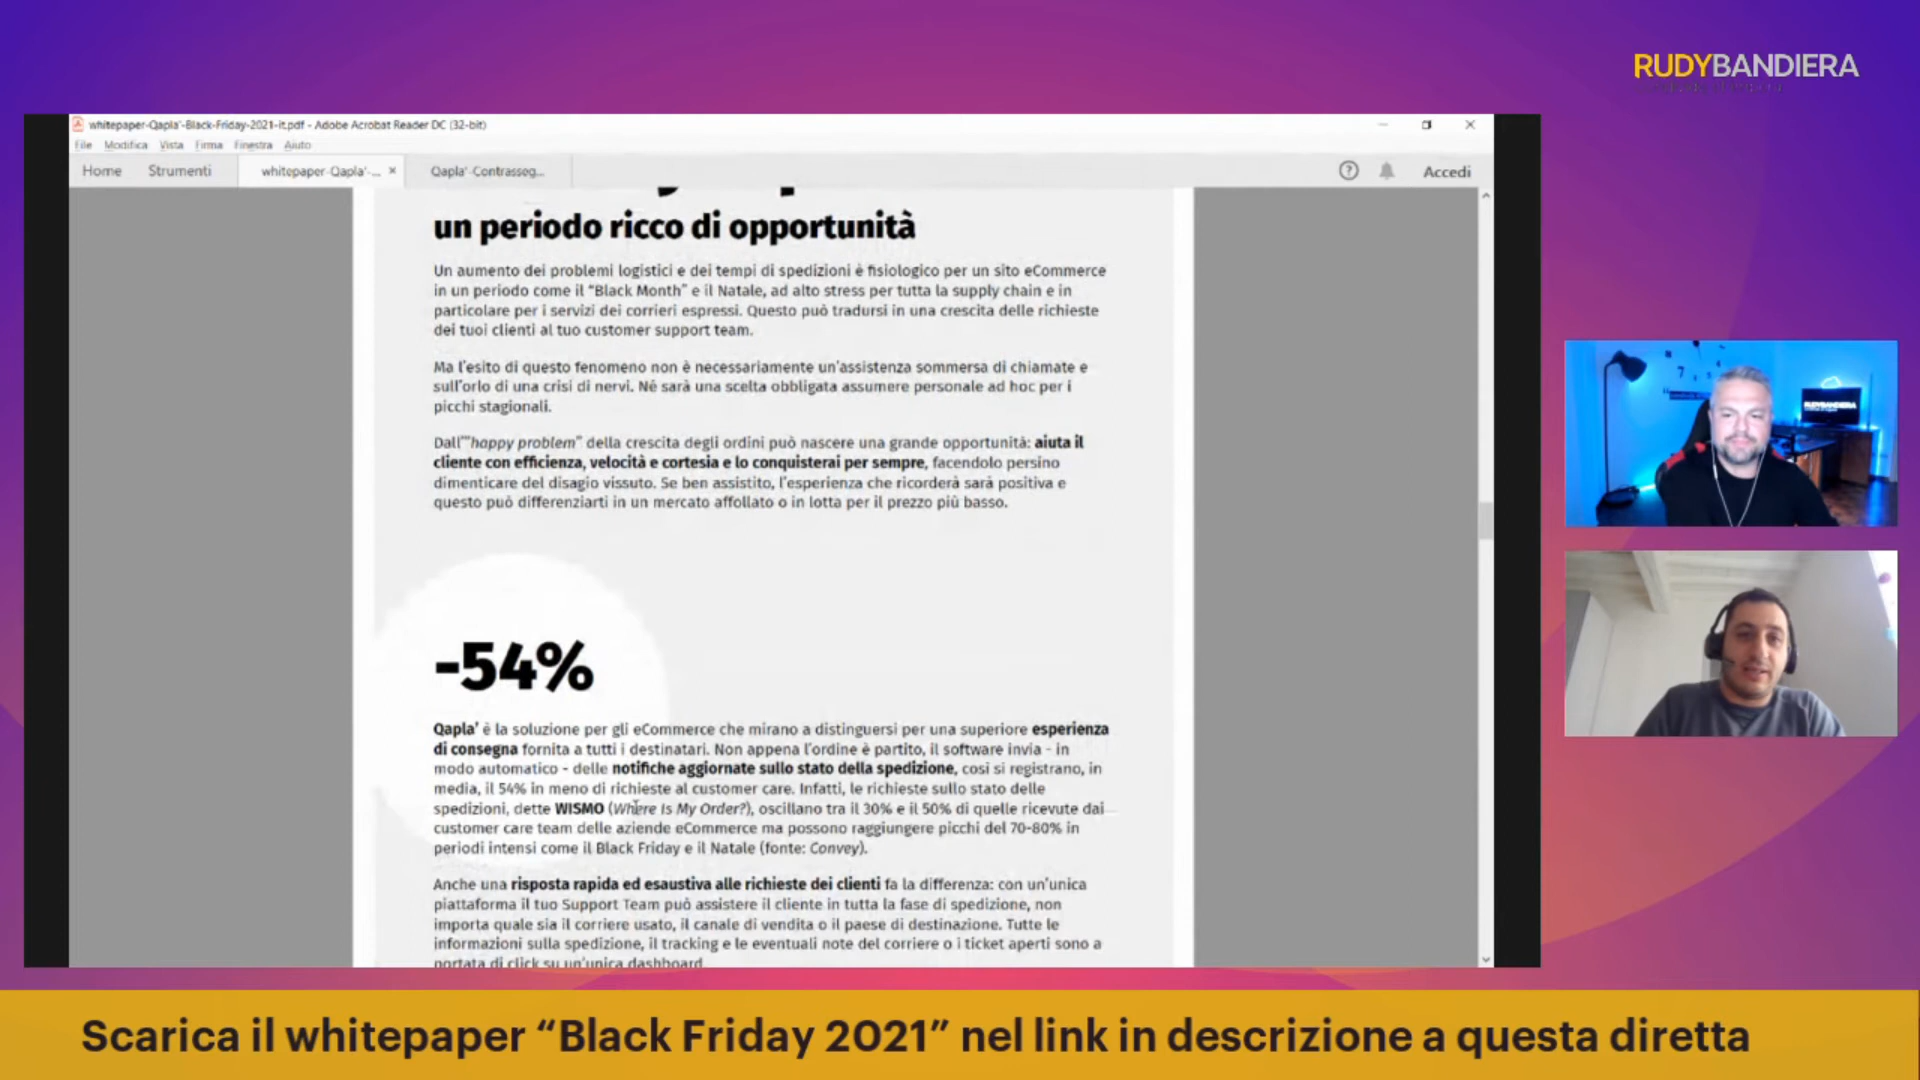 RUDYBANDIERA
whitepaper-Qapla'-Black-Friday-2021-it.pdf - Adobe Acrobat Reader DC (32-bit)
File Modifica Vista Firma Finestra Aiuto
Home Strumenti whitepaper-Qapla'-... × Qapla'-Contrasseg... Accedi
un periodo ricco di opportunità
Un aumento dei problemi logistici e dei tempi di spedizioni è fisiologico per un sito eCommerce
in un periodo come il “Black Month” e il Natale, ad alto stress per tutta la supply chain e in
particolare per i servizi dei corrieri espressi. Questo può tradursi in una crescita delle richieste
dei tuoi clienti al tuo customer support team.
Ma l’esito di questo fenomeno non è necessariamente un’assistenza sommersa di chiamate e
sull’orlo di una crisi di nervi. Né sarà una scelta obbligata assumere personale ad hoc per i
picchi stagionali.
Dall’“happy problem” della crescita degli ordini può nascere una grande opportunità: aiuta il
cliente con efficienza, velocità e cortesia e lo conquisterai per sempre, facendolo persino
dimenticare del disagio vissuto. Se ben assistito, l’esperienza che ricorderà sarà positiva e
questo può differenziarti in un mercato affollato o in lotta per il prezzo più basso.
-54%
Qapla’ è la soluzione per gli eCommerce che mirano a distinguersi per una superiore esperienza
di consegna fornita a tutti i destinatari. Non appena l’ordine è partito, il software invia - in
modo automatico - delle notifiche aggiornate sullo stato della spedizione, così si registrano, in
media, il 54% in meno di richieste al customer care. Infatti, le richieste sullo stato delle
spedizioni, dette WISMO (Where Is My Order?), oscillano tra il 30% e il 50% di quelle ricevute dai
customer care team delle aziende eCommerce ma possono raggiungere picchi del 70-80% in
periodi intensi come il Black Friday e il Natale (fonte: Convey).
Anche una risposta rapida ed esaustiva alle richieste dei clienti fa la differenza: con un’unica
piattaforma il tuo Support Team può assistere il cliente in tutta la fase di spedizione, non
importa quale sia il corriere usato, il canale di vendita o il paese di destinazione. Tutte le
informazioni sulla spedizione, il tracking e le eventuali note del corriere o i ticket aperti sono a
portata di click su un’unica dashboard
RUDYBANDIERA
Scarica il whitepaper “Black Friday 2021” nel link in descrizione a questa diretta